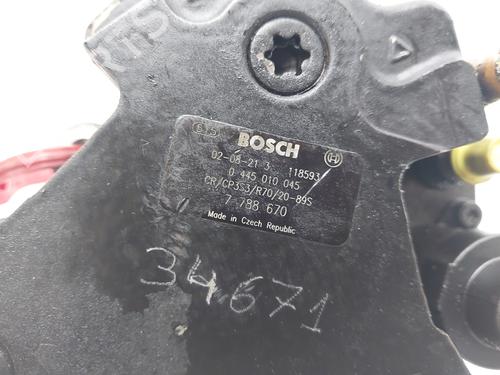 BOSCH
02-08-21 3 118593
0 445 010 045
CR/CP3S3/R70/20-89S
7 788 670
Made in Czech Republic
34671